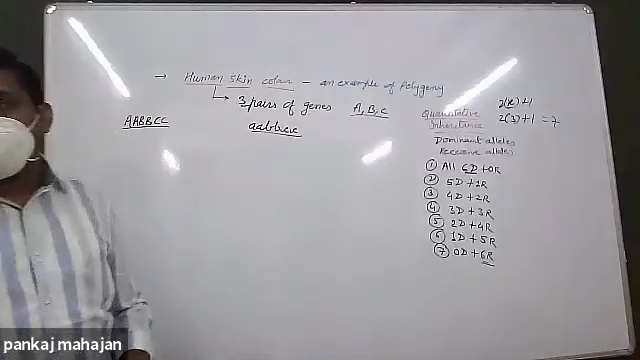 → Human skin colour – an example of Polygeny
↳ 3 pairs of genes A, B, C
AABBCC
aabbcc
2(n)+1
2(3)+1 = 7
Quantitative
Inheritance
Dominant alleles
Recessive alleles
① All 6D + 0R
② 5D + 1R
③ 4D + 2R
④ 3D + 3R
⑤ 2D + 4R
⑥ 1D + 5R
⑦ 0D + 6R
pankaj mahajan